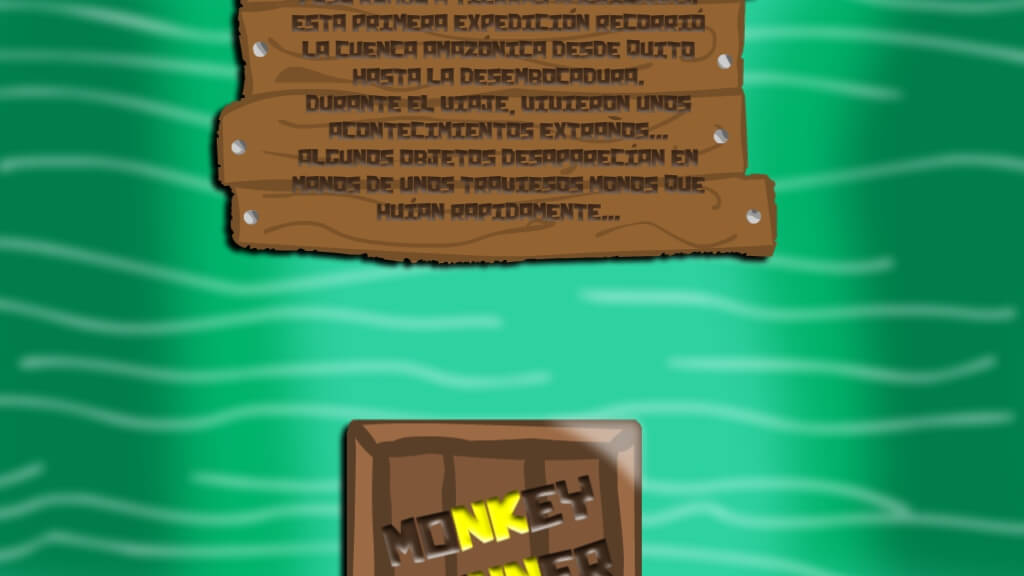 ESTA PRIMERA EXPEDICIÓN RECORRIÓ
LA CUENCA AMAZÓNICA DESDE QUITO
HASTA LA DESEMBOCADURA.
DURANTE EL VIAJE, VIVIERON UNOS
ACONTECIMIENTOS EXTRAÑOS...
ALGUNOS OBJETOS DESAPARECÍAN EN
MANOS DE UNOS TRAVIESOS MONOS QUE
HUÍAN RAPIDAMENTE...
MONKEY